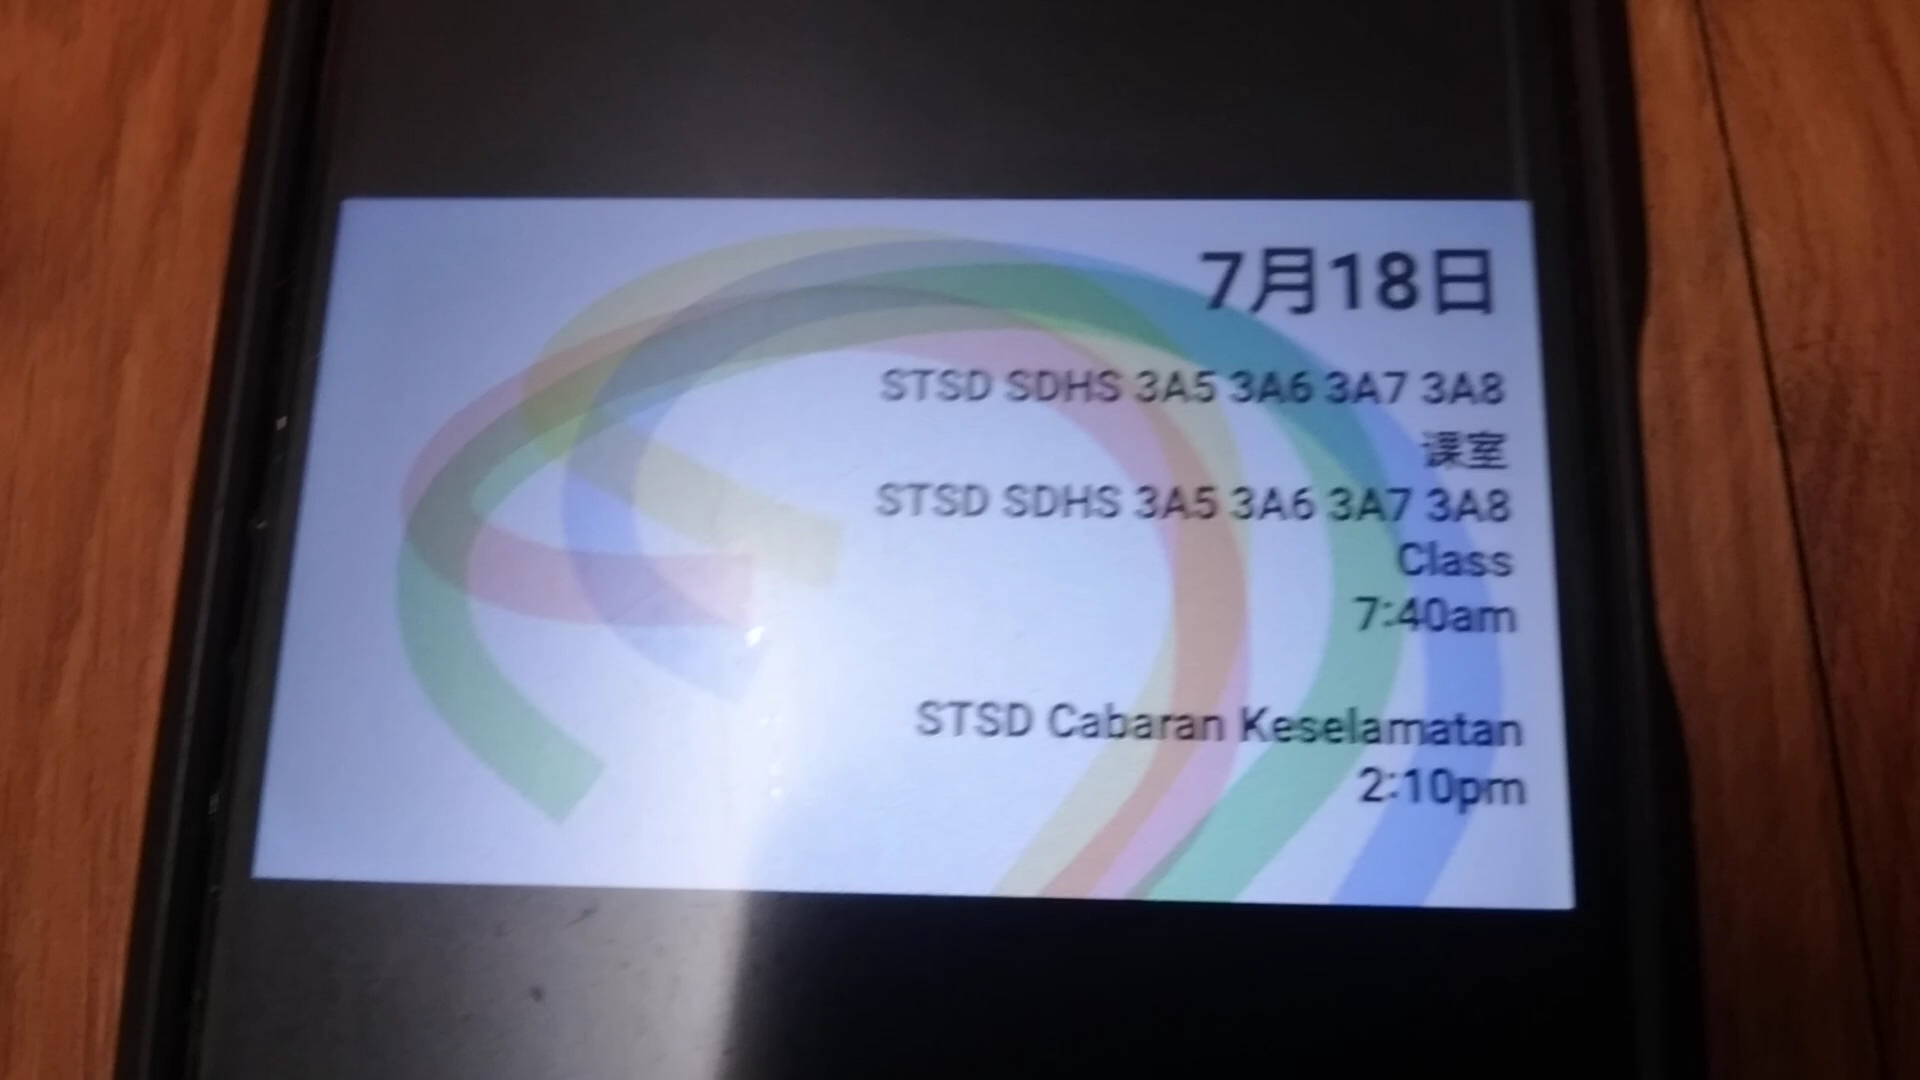 7月18日
STSD SDHS 3A5 3A6 3A7 3A8
课室
STSD SDHS 3A5 3A6 3A7 3A8
Class
7:40am
STSD Cabaran Keselamatan
2:10pm